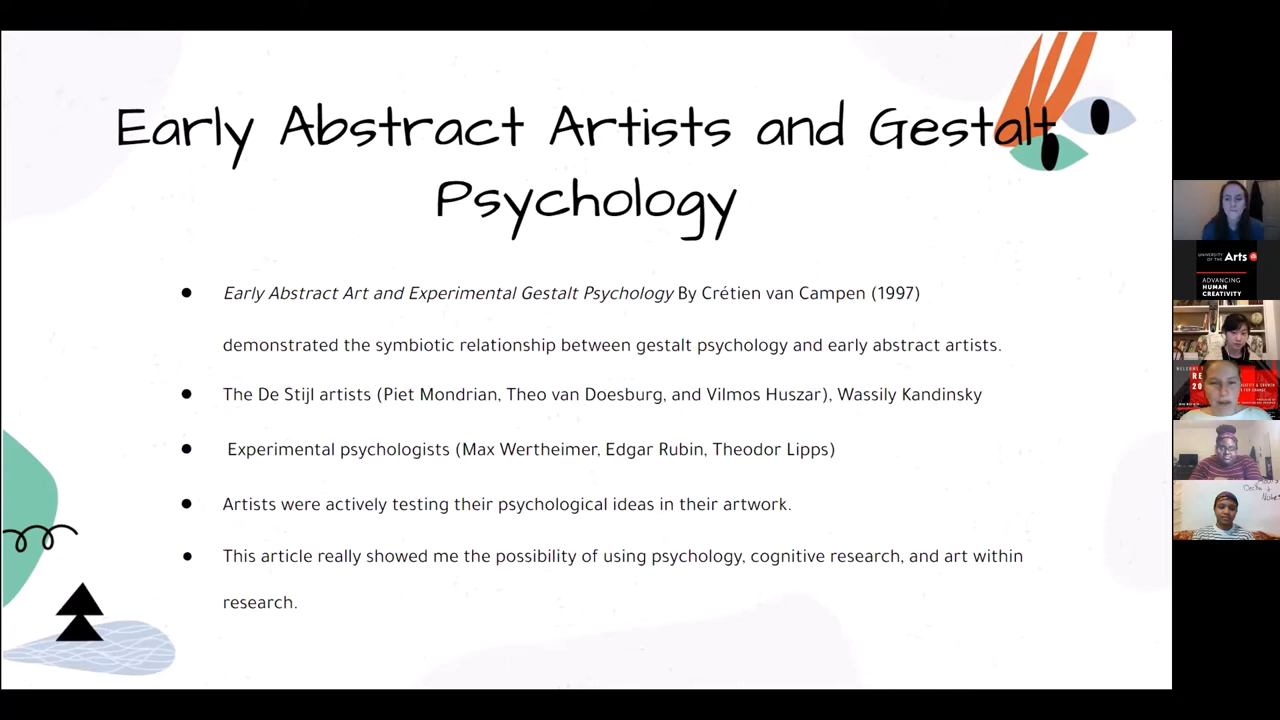 Early Abstract Artists and Gestalt
Psychology
● Early Abstract Art and Experimental Gestalt Psychology By Crétien van Campen (1997)
demonstrated the symbiotic relationship between gestalt psychology and early abstract artists.
● The De Stijl artists (Piet Mondrian, Theo van Doesburg, and Vilmos Huszar), Wassily Kandinsky
● Experimental psychologists (Max Wertheimer, Edgar Rubin, Theodor Lipps)
● Artists were actively testing their psychological ideas in their artwork.
● This article really showed me the possibility of using psychology, cognitive research, and art within
research.
UNIVERSITY
OF THE Arts
ADVANCING
HUMAN
CREATIVITY